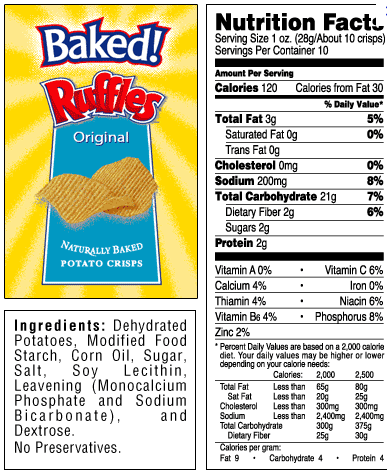 Baked!
Ruffles
Original
NATURALLY BAKED
POTATO CRISPS
Ingredients: Dehydrated
Potatoes, Modified Food
Starch, Corn Oil, Sugar,
Salt, Soy Lecithin,
Leavening (Monocalcium
Phosphate and Sodium
Bicarbonate), and
Dextrose.
No Preservatives.
Nutrition Facts
Serving Size 1 oz. (28g/About 10 crisps)
Servings Per Container 10
Amount Per Serving
Calories 120 Calories from Fat 30
% Daily Value*
Total Fat 3g 5%
Saturated Fat 0g 0%
Trans Fat 0g
Cholesterol 0mg 0%
Sodium 200mg 8%
Total Carbohydrate 21g 7%
Dietary Fiber 2g 6%
Sugars 2g
Protein 2g
Vitamin A 0% • Vitamin C 6%
Calcium 4% • Iron 0%
Thiamin 4% • Niacin 6%
Vitamin B6 4% • Phosphorus 8%
Zinc 2%
* Percent Daily Values are based on a 2,000 calorie
diet. Your daily values may be higher or lower
depending on your calorie needs:
Calories: 2,000 2,500
Total Fat Less than 65g 80g
Sat Fat Less than 20g 25g
Cholesterol Less than 300mg 300mg
Sodium Less than 2,400mg 2,400mg
Total Carbohydrate 300g 375g
Dietary Fiber 25g 30g
Calories per gram:
Fat 9 • Carbohydrate 4 • Protein 4